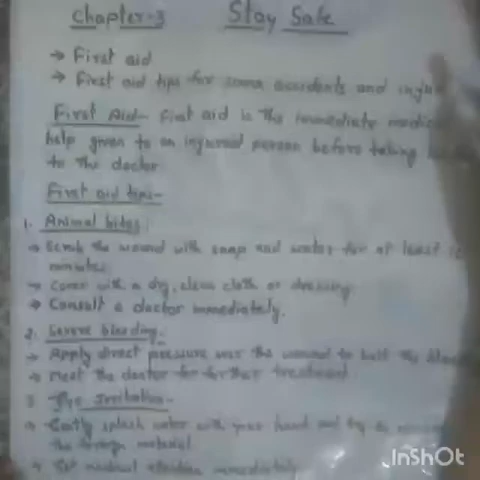 Chapter-3 Stay Safe
→ First aid
→ First aid tips for some accidents and
First Aid- First aid is the immediate
help given to an injured person before taking
to the doctor
First aid tips-
1. Animal bites:
→ Scrub the wound with soap and water for at least
minutes.
→ Cover with a dry, clean cloth or dressing
→ Consult a doctor immediately.
2. Severe bleeding.
→ Apply direct pressure over the wound to halt the
→ meet the doctor for further treatment
3. Eye Irritation-
→ Gently splash water with your hand and try to
the foreign material
→ Get medical attention immediately
InShOt